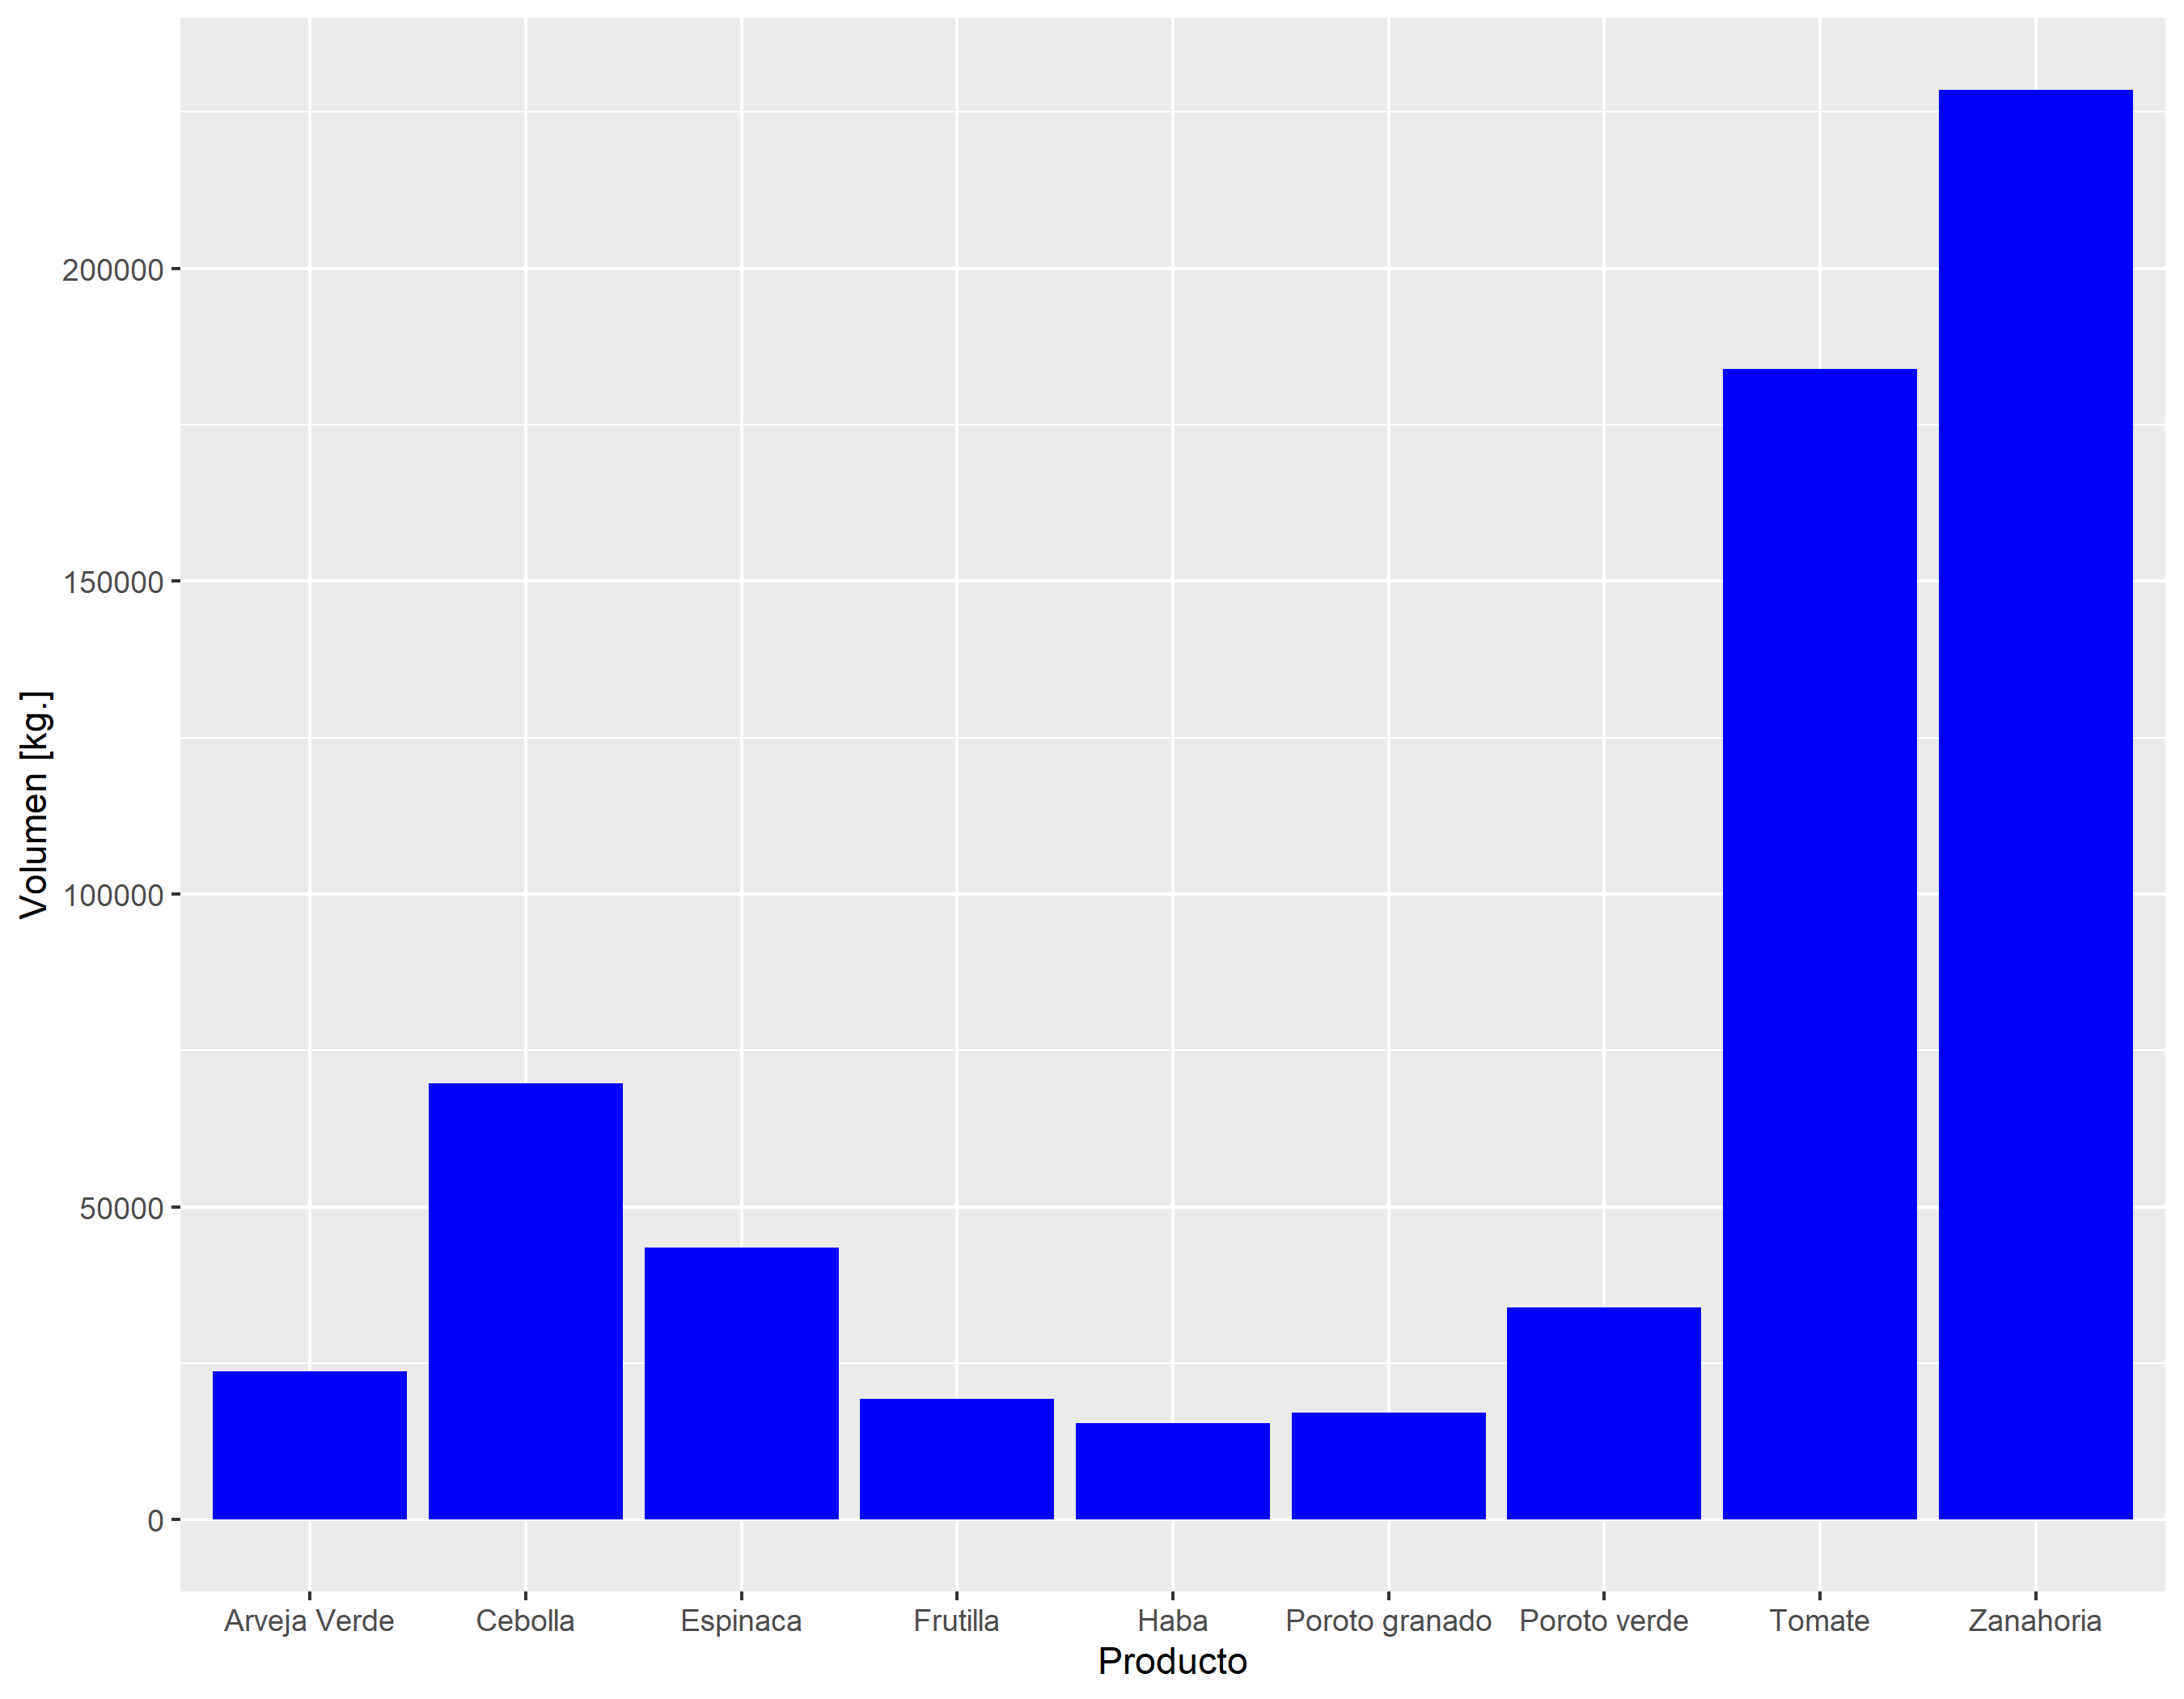 Volumen [kg.]
200000
150000
100000
50000
0
Arveja Verde Cebolla Espinaca Frutilla Haba Poroto granado Poroto verde Tomate Zanahoria
Producto